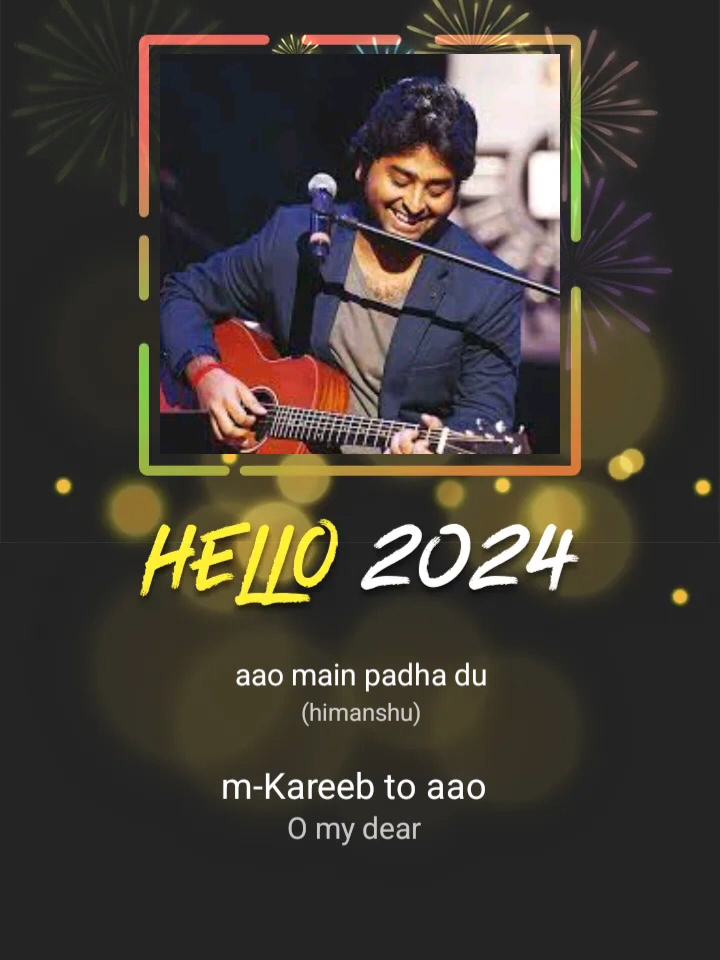 HELLO 2024
aao main padha du
(himanshu)
m-Kareeb to aao
O my dear